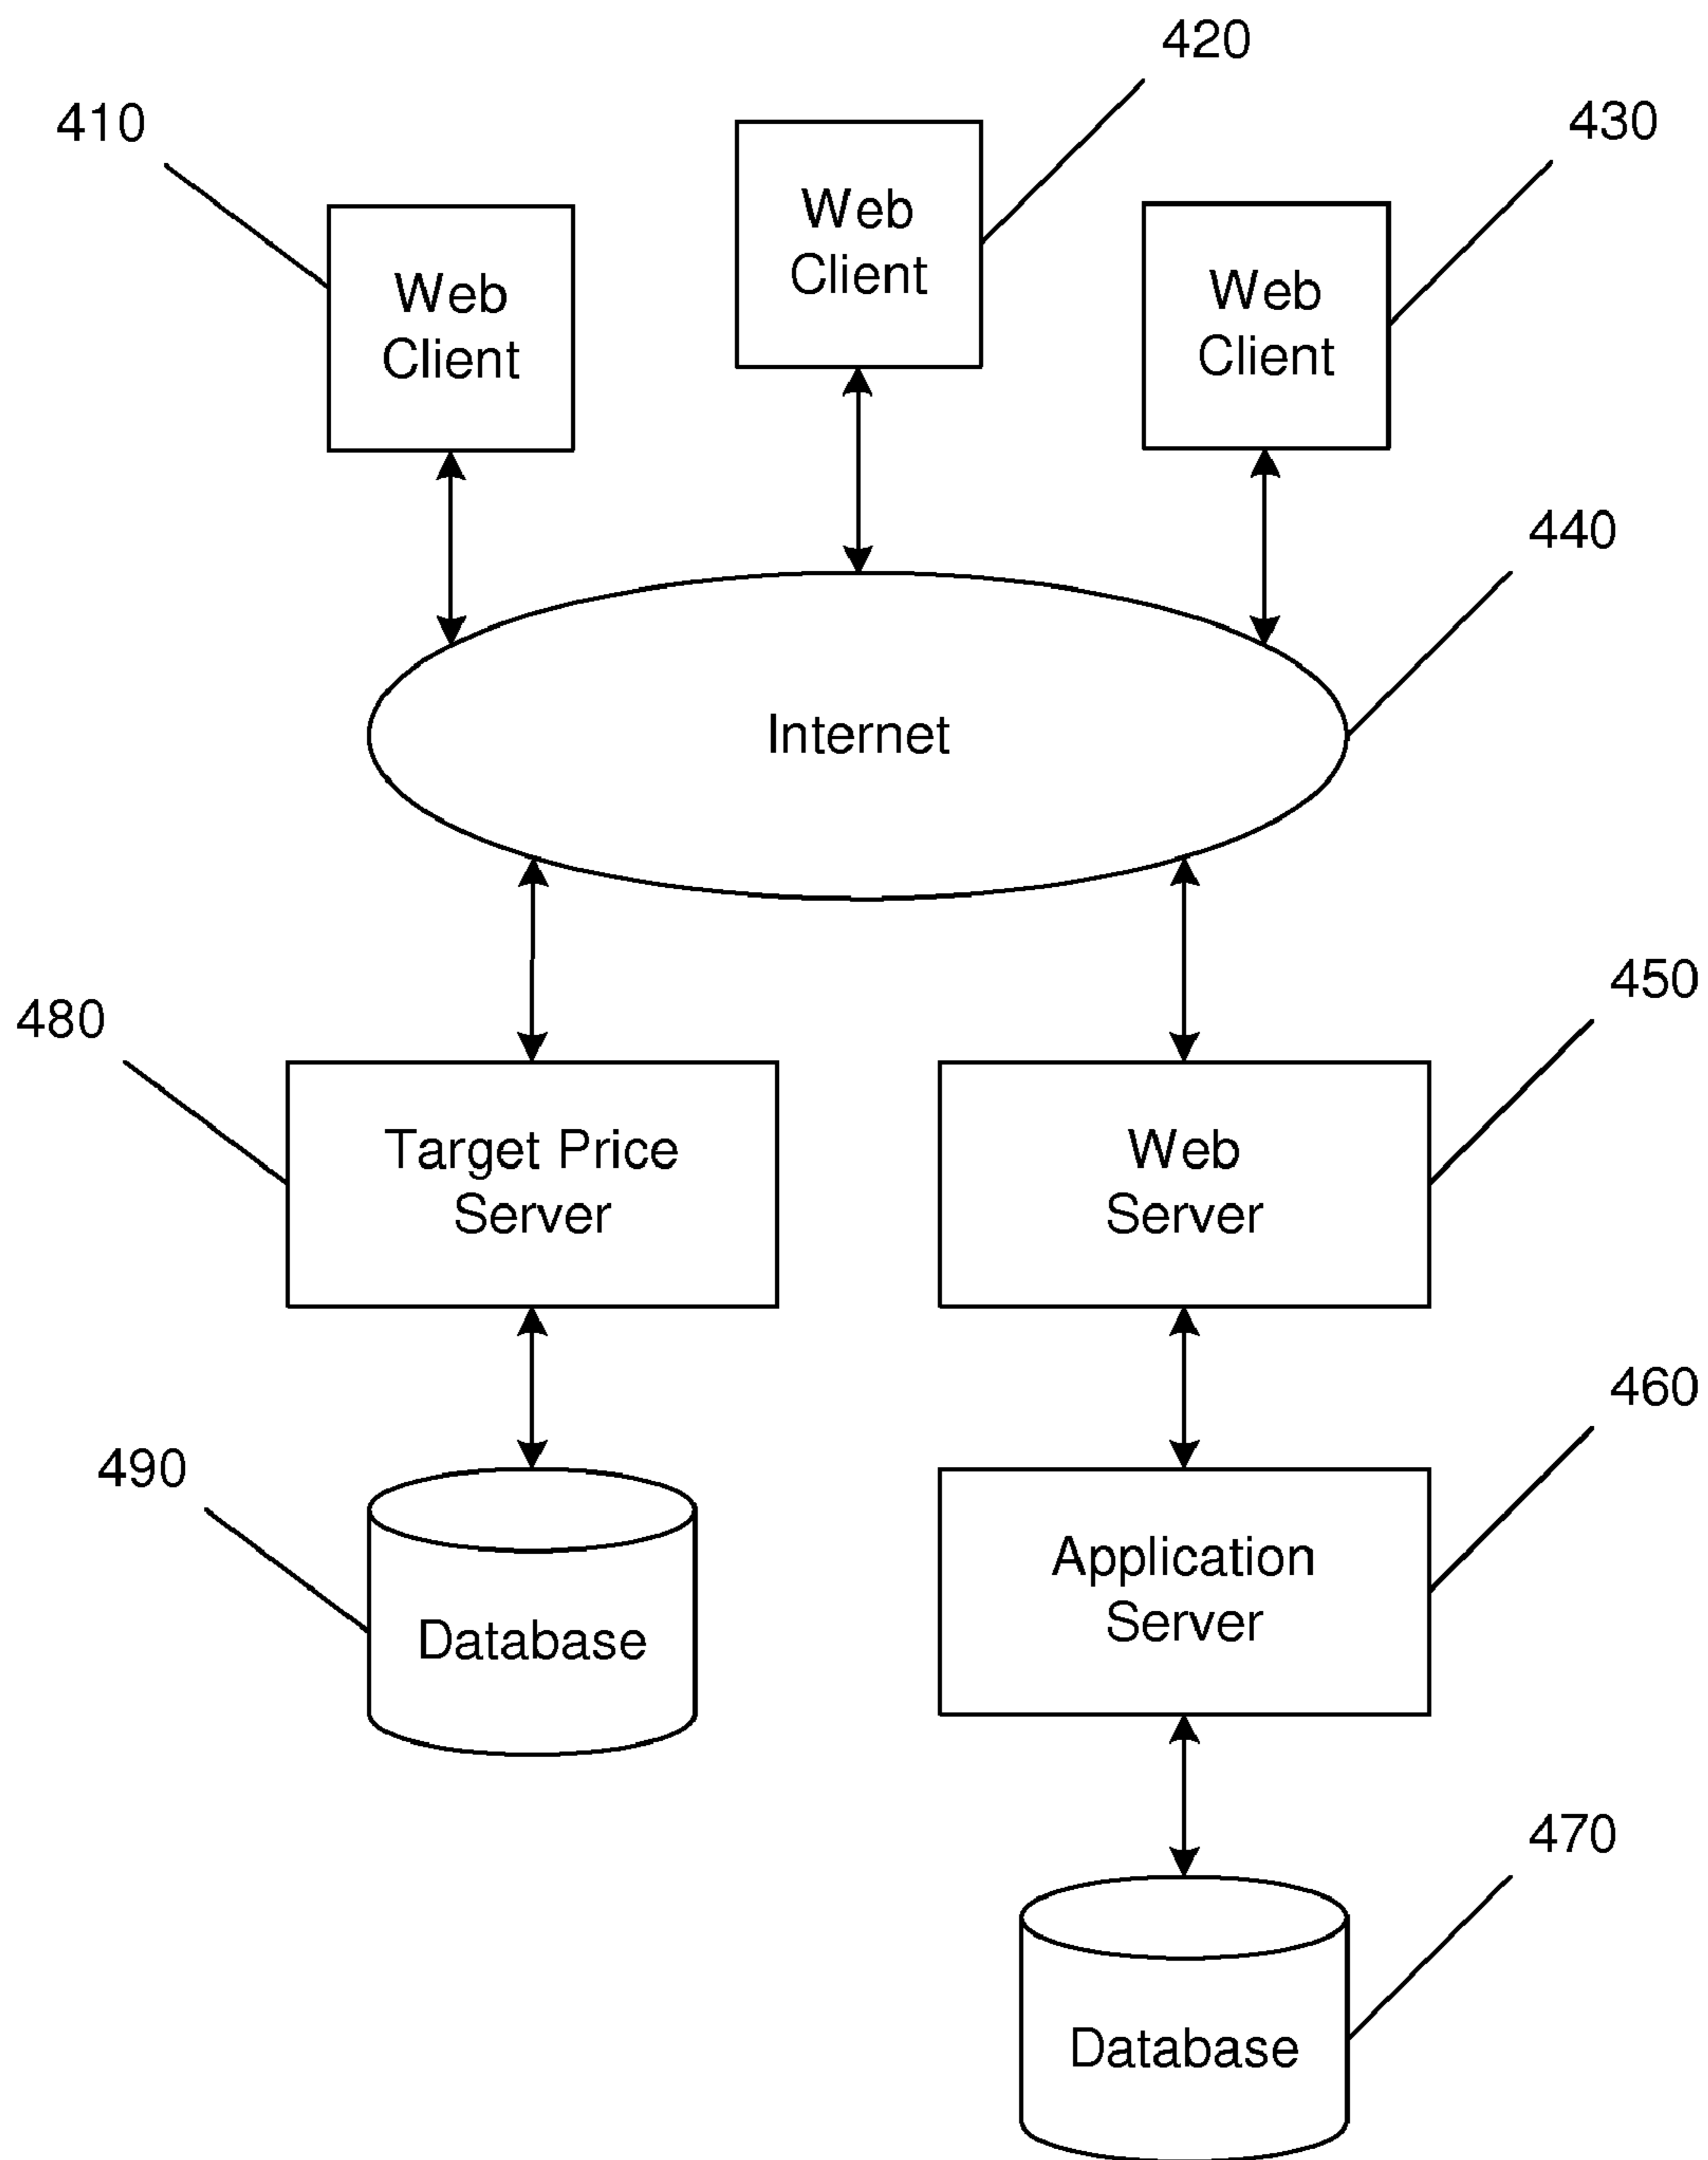 420
410
430
Web
Client
Web
Client
Web
Client
440
Internet
450
480
Target Price
Server
Web
Server
460
490
Application
Server
Database
470
Database